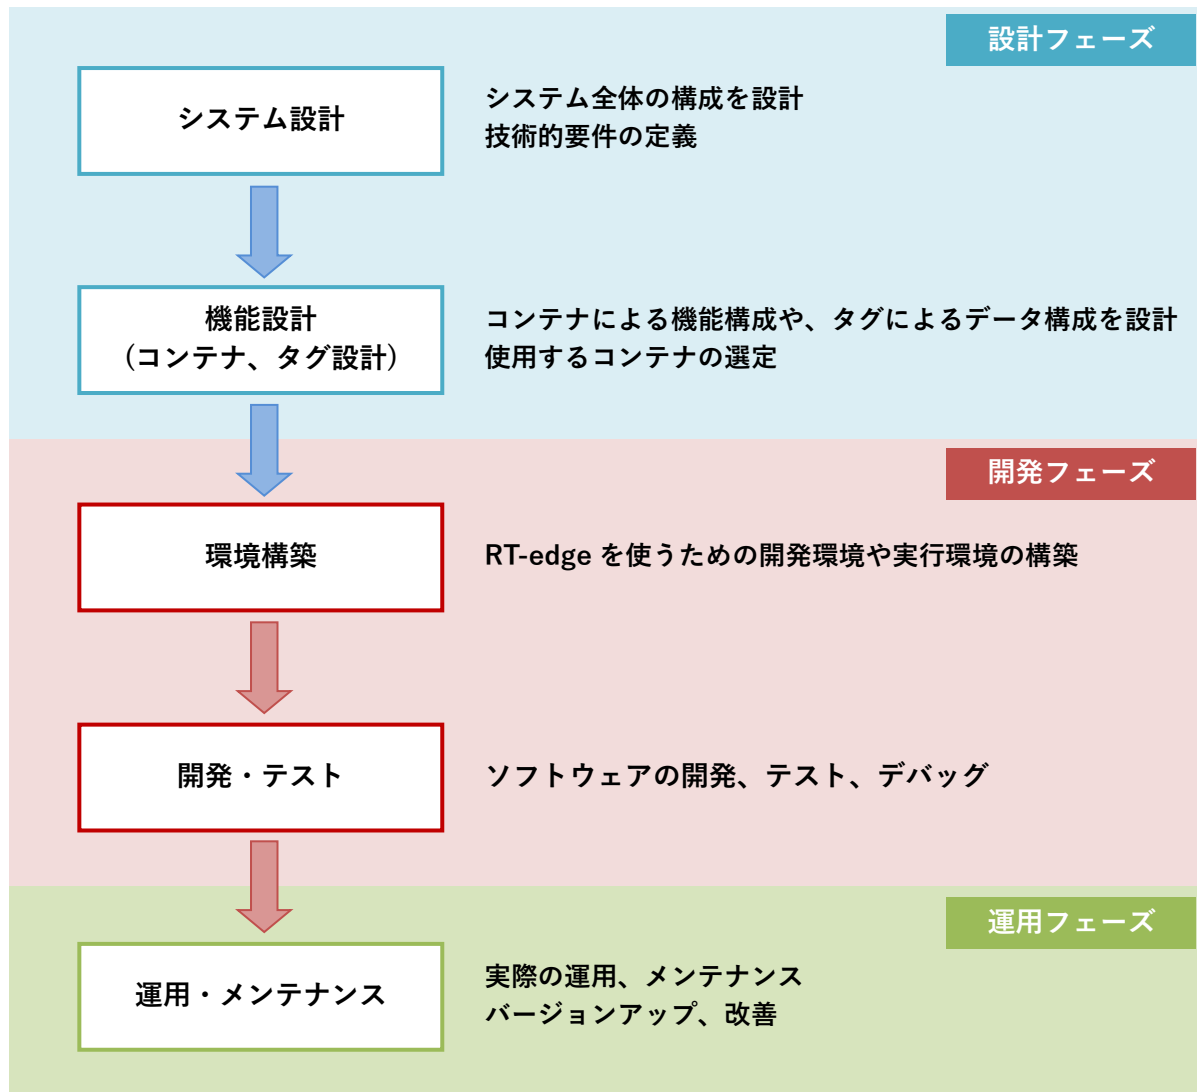 設計フェーズ
システム設計
システム全体の構成を設計
技術的要件の定義
機能設計
(コンテナ、タグ設計)
コンテナによる機能構成や、タグによるデータ構成を設計
使用するコンテナの選定
開発フェーズ
環境構築
RT-edge を使うための開発環境や実行環境の構築
開発・テスト
ソフトウェアの開発、テスト、デバッグ
運用フェーズ
運用・メンテナンス
実際の運用、メンテナンス
バージョンアップ、改善